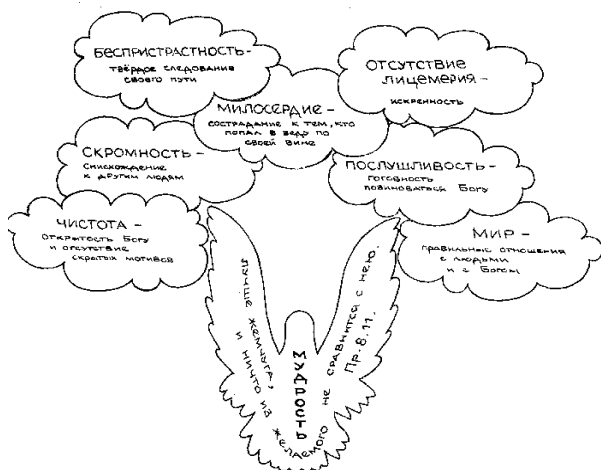 БЕСПРИСТРАСТНОСТЬ –
твёрдое следование
своего пути
ОТСУТСТВИЕ
ЛИЦЕМЕРИЯ –
искренность
МИЛОСЕРДИЕ –
сострадание к тем, кто
попал в беду по
своей вине
СКРОМНОСТЬ –
снисхождение
к другим людям
ПОСЛУШЛИВОСТЬ –
готовность
повиноваться Богу
ЧИСТОТА –
открытость Богу
и отсутствие
скрытых мотивов
МИР –
правильные отношения
с людьми
и с Богом
лучше жемчуга,
и ничто из желаемого не сравнится с нею.
Пр. 8.11.
МУДРОСТЬ